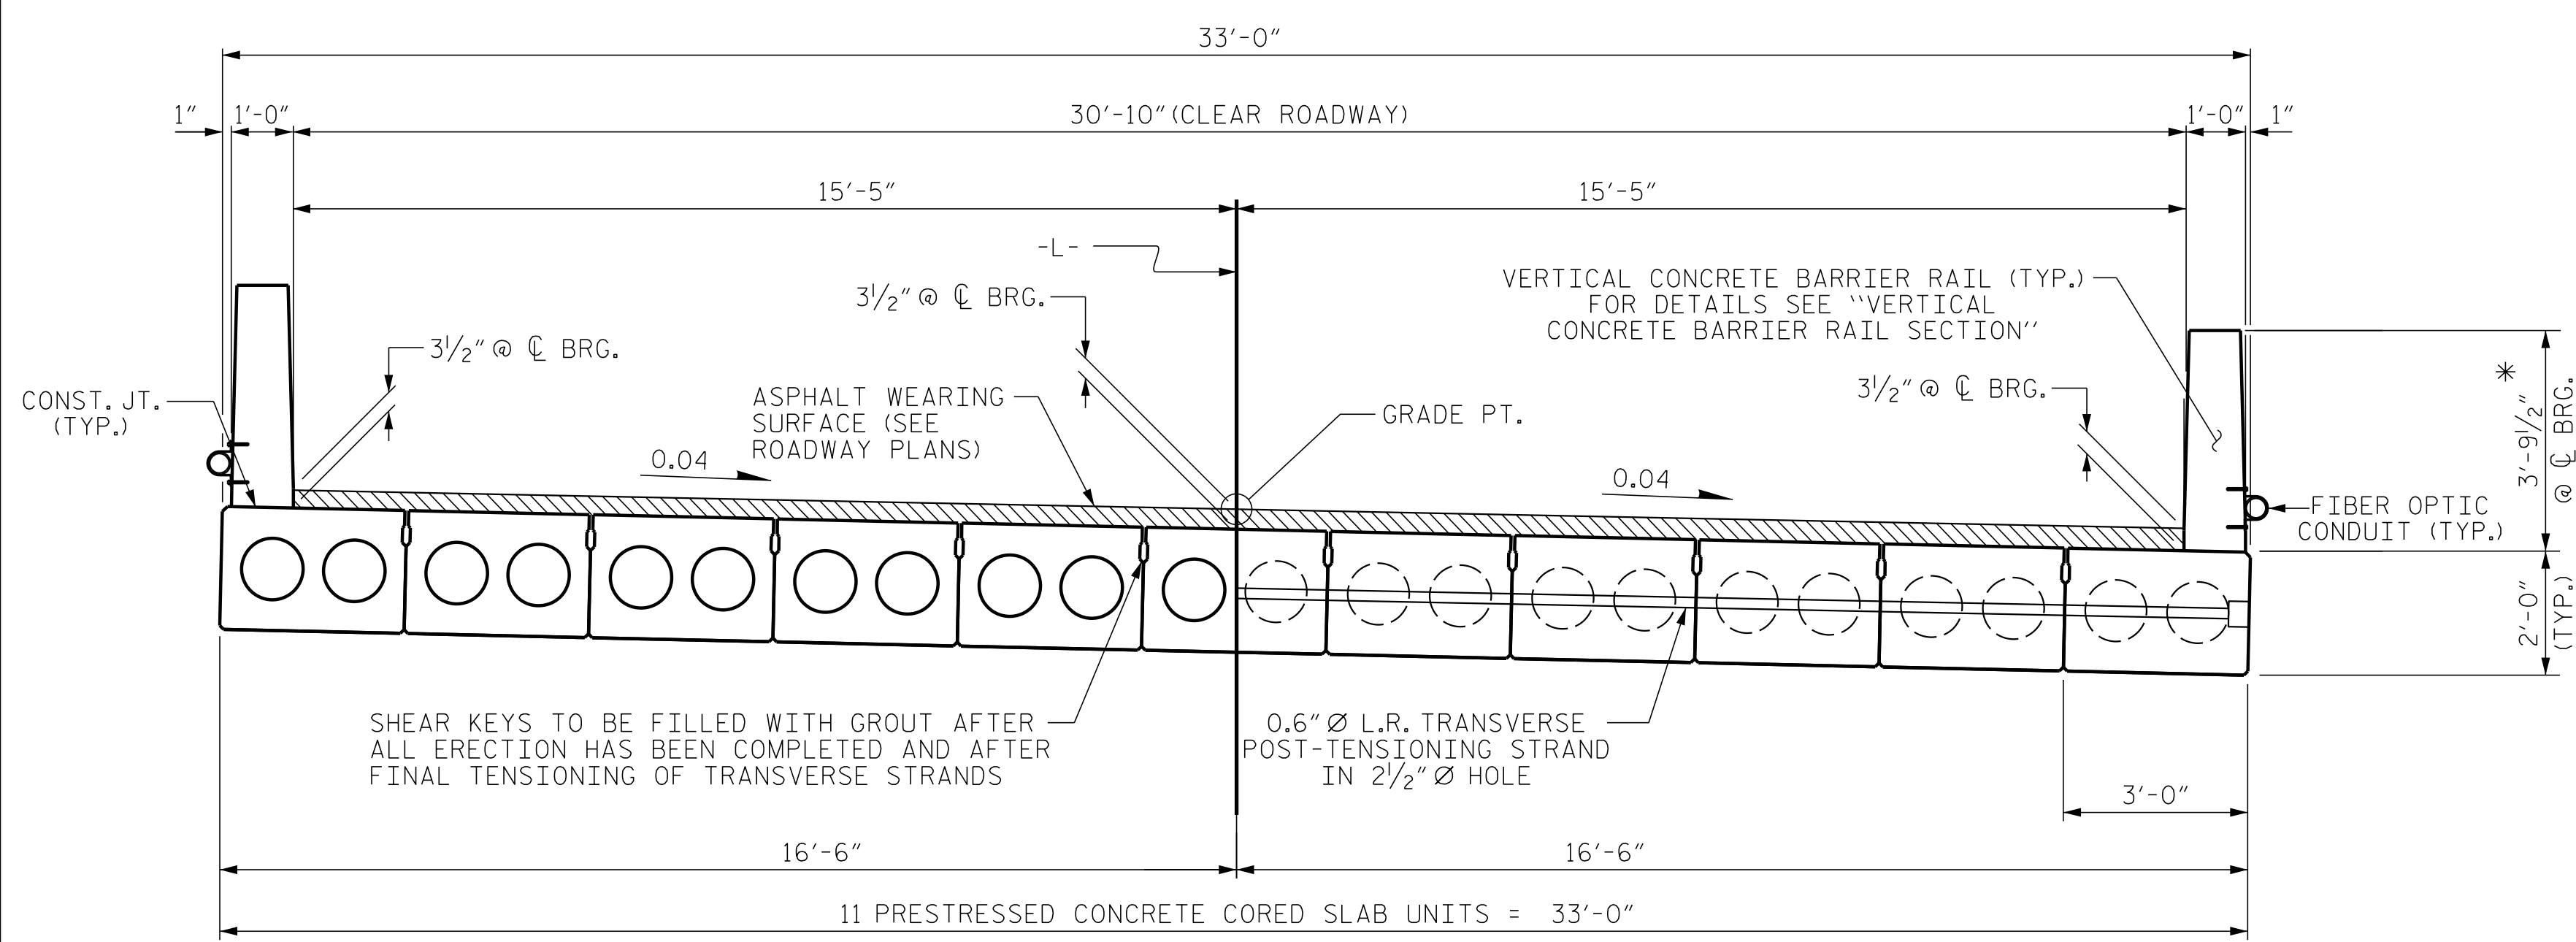 33'-0"
1"
1'-0"
30'-10"(CLEAR ROADWAY)
1'-0"
1"
15'-5"
15'-5"
-L-
3½" @ ℄ BRG.
VERTICAL CONCRETE BARRIER RAIL (TYP.)
FOR DETAILS SEE "VERTICAL
CONCRETE BARRIER RAIL SECTION"
3½" @ ℄ BRG.
3½" @ ℄ BRG.
CONST. JT.
(TYP.)
ASPHALT WEARING
SURFACE (SEE
ROADWAY PLANS)
GRADE PT.
3'-9½" *
@ ℄ BRG.
0.04
0.04
FIBER OPTIC
CONDUIT (TYP.)
2'-0"
(TYP.)
SHEAR KEYS TO BE FILLED WITH GROUT AFTER
ALL ERECTION HAS BEEN COMPLETED AND AFTER
FINAL TENSIONING OF TRANSVERSE STRANDS
0.6" Ø L.R. TRANSVERSE
POST-TENSIONING STRAND
IN 2½" Ø HOLE
3'-0"
16'-6"
16'-6"
11 PRESTRESSED CONCRETE CORED SLAB UNITS = 33'-0"